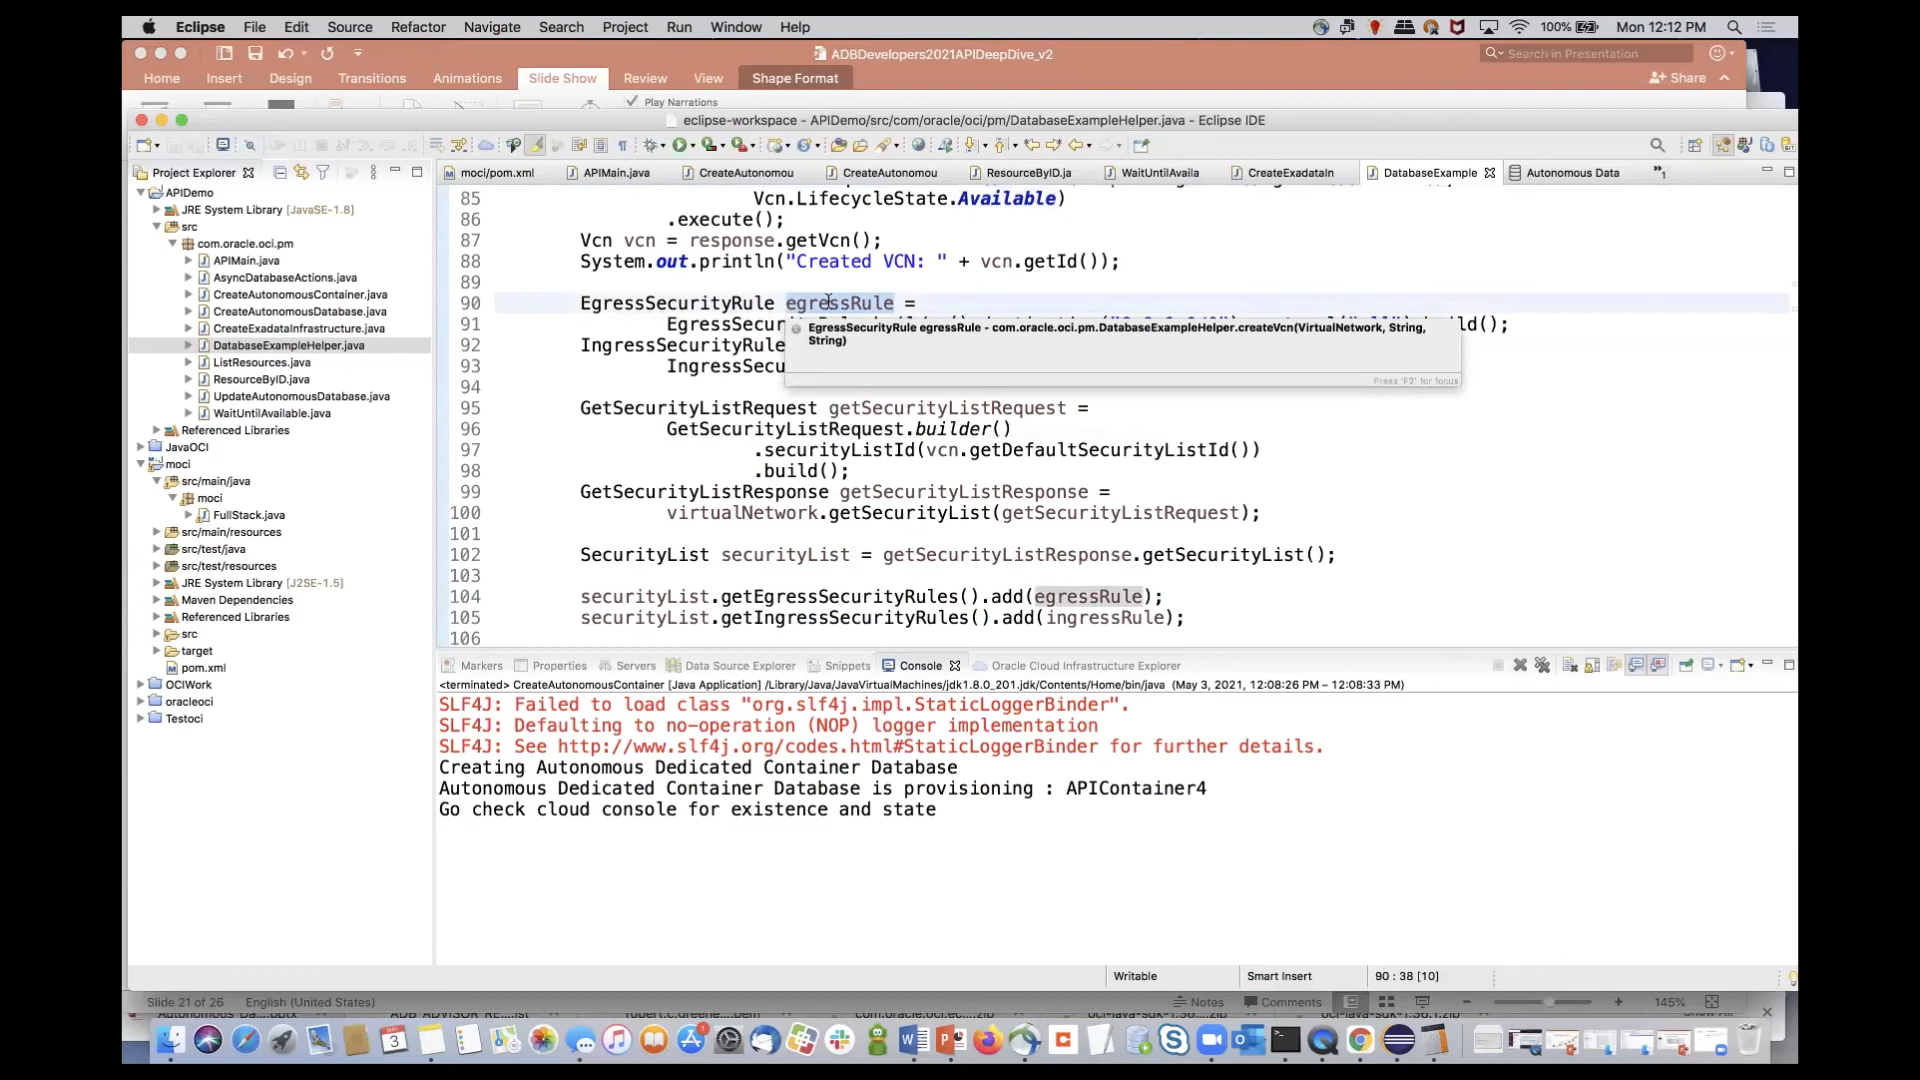 Eclipse File Edit Source Refactor Navigate Search Project Run Window Help 100% Mon 12:12 PM
ADBDevelopers2021APIDeepDive_v2
Search in Presentation
Home Insert Design Transitions Animations Slide Show Review View Shape Format Share
Play Narrations
eclipse-workspace - APIDemo/src/com/oracle/oci/pm/DatabaseExampleHelper.java - Eclipse IDE
Project Explorer
moci/pom.xml APIMain.java CreateAutonomou CreateAutonomou ResourceByID.ja WaitUntilAvaila CreateExadataIn DatabaseExample Autonomous Data »1
APIDemo
JRE System Library [JavaSE-1.8]
src
com.oracle.oci.pm
APIMain.java
AsyncDatabaseActions.java
CreateAutonomousContainer.java
CreateAutonomousDatabase.java
CreateExadataInfrastructure.java
DatabaseExampleHelper.java
ListResources.java
ResourceByID.java
UpdateAutonomousDatabase.java
WaitUntilAvailable.java
Referenced Libraries
JavaOCI
moci
src/main/java
moci
FullStack.java
src/main/resources
src/test/java
src/test/resources
JRE System Library [J2SE-1.5]
Maven Dependencies
Referenced Libraries
src
target
pom.xml
OCIWork
oracleoci
Testoci
85 Vcn.LifecycleState.Available)
86 .execute();
87 Vcn vcn = response.getVcn();
88 System.out.println("Created VCN: " + vcn.getId());
89
90 EgressSecurityRule egressRule =
91 EgressSecur ild();
92 IngressSecurityRule
93 IngressSecu
94
EgressSecurityRule egressRule - com.oracle.oci.pm.DatabaseExampleHelper.createVcn(VirtualNetwork, String,
String)
Press 'F2' for focus
95 GetSecurityListRequest getSecurityListRequest =
96 GetSecurityListRequest.builder()
97 .securityListId(vcn.getDefaultSecurityListId())
98 .build();
99 GetSecurityListResponse getSecurityListResponse =
100 virtualNetwork.getSecurityList(getSecurityListRequest);
101
102 SecurityList securityList = getSecurityListResponse.getSecurityList();
103
104 securityList.getEgressSecurityRules().add(egressRule);
105 securityList.getIngressSecurityRules().add(ingressRule);
106
Markers Properties Servers Data Source Explorer Snippets Console Oracle Cloud Infrastructure Explorer
<terminated> CreateAutonomousContainer [Java Application] /Library/Java/JavaVirtualMachines/jdk1.8.0_201.jdk/Contents/Home/bin/java (May 3, 2021, 12:08:26 PM – 12:08:33 PM)
SLF4J: Failed to load class "org.slf4j.impl.StaticLoggerBinder".
SLF4J: Defaulting to no-operation (NOP) logger implementation
SLF4J: See http://www.slf4j.org/codes.html#StaticLoggerBinder for further details.
Creating Autonomous Dedicated Container Database
Autonomous Dedicated Container Database is provisioning : APIContainer4
Go check cloud console for existence and state
Writable Smart Insert 90 : 38 [10]
Slide 21 of 26 English (United States) Notes Comments 145%